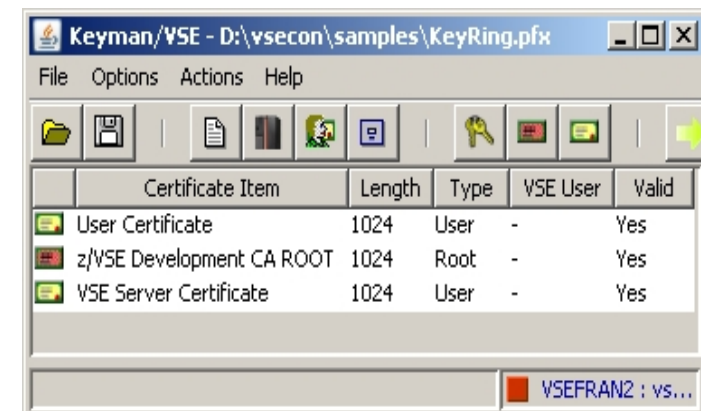 Keyman/VSE - D:\vsecon\samples\KeyRing.pfx
File Options Actions Help
Certificate Item Length Type VSE User Valid
User Certificate 1024 User - Yes
z/VSE Development CA ROOT 1024 Root - Yes
VSE Server Certificate 1024 User - Yes
VSEFRAN2 : vs...